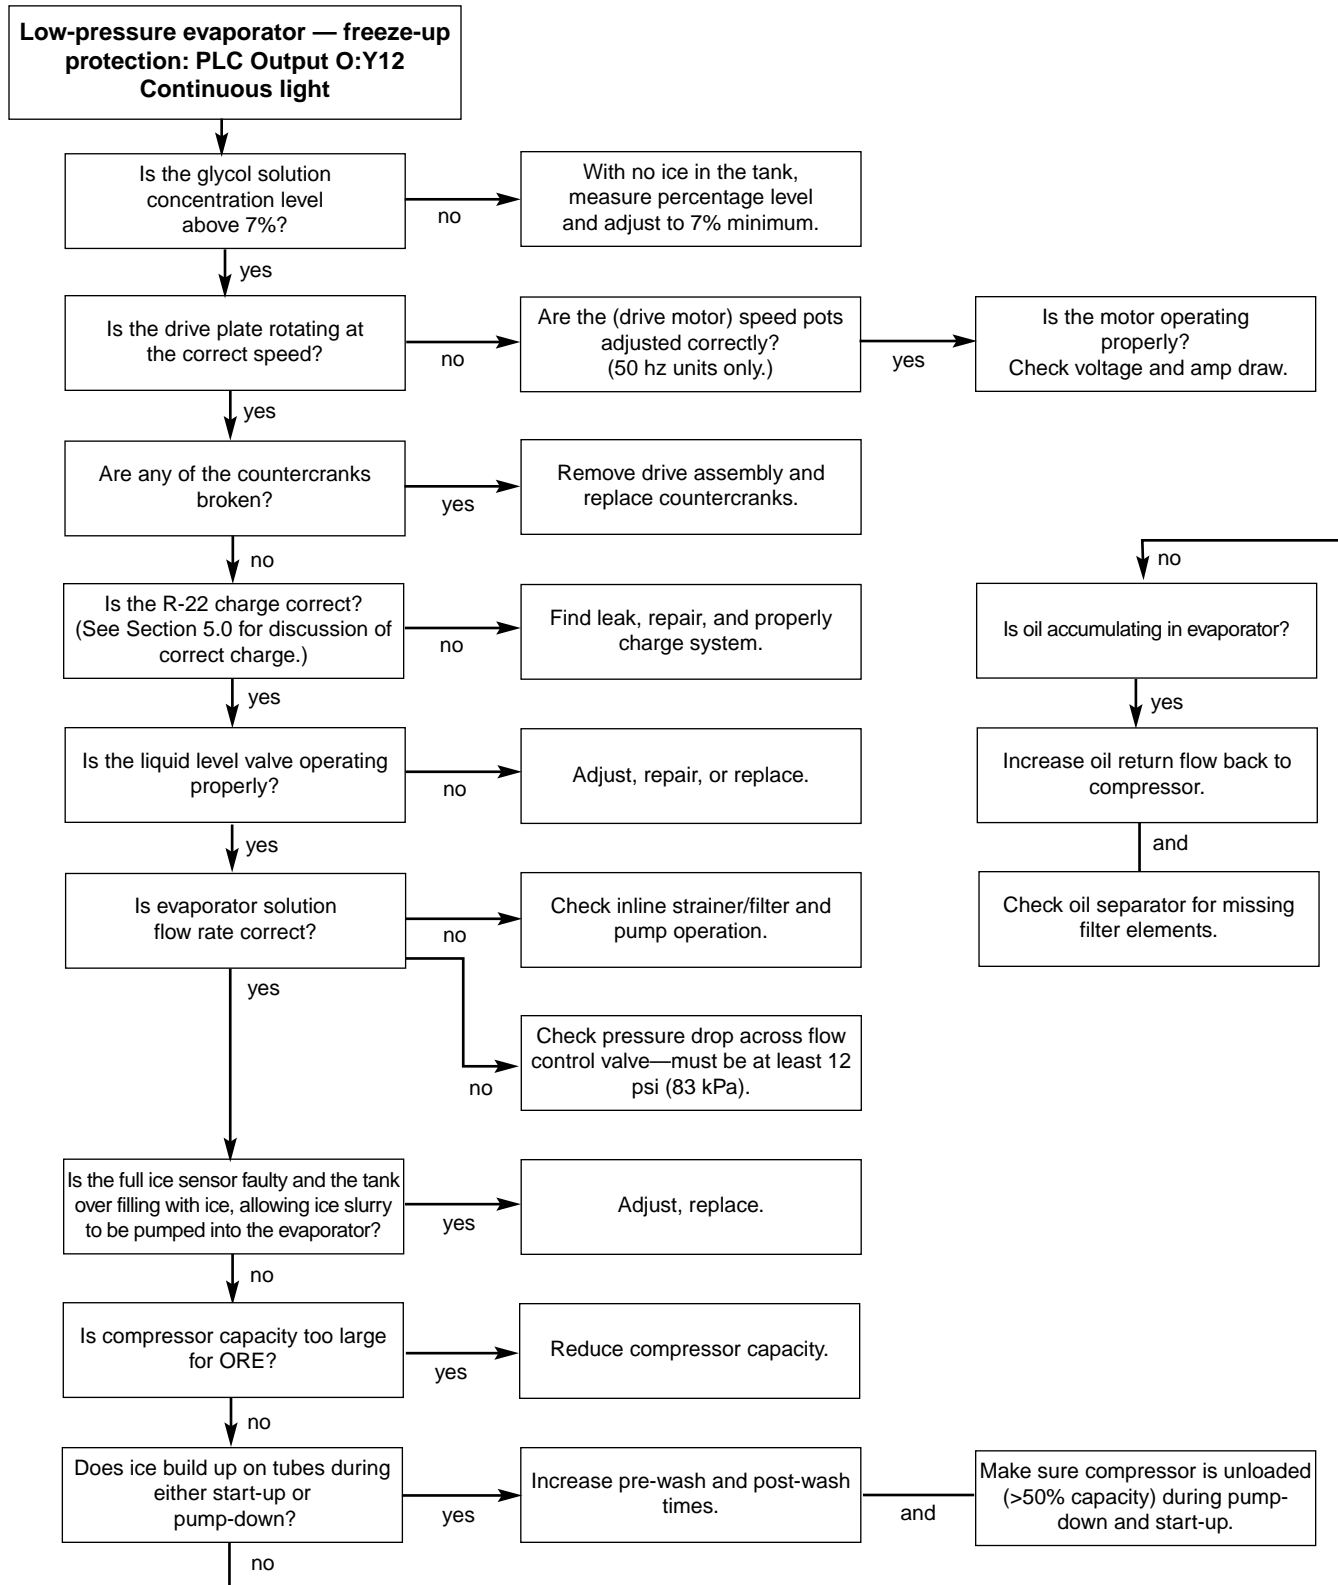 Low-pressure evaporator — freeze-up
protection: PLC Output O:Y12
Continuous light
Is the glycol solution
concentration level
above 7%?
no
With no ice in the tank,
measure percentage level
and adjust to 7% minimum.
yes
Is the drive plate rotating at
the correct speed?
no
Are the (drive motor) speed pots
adjusted correctly?
(50 hz units only.)
yes
Is the motor operating
properly?
Check voltage and amp draw.
yes
Are any of the countercranks
broken?
yes
Remove drive assembly and
replace countercranks.
no
Is the R-22 charge correct?
(See Section 5.0 for discussion of
correct charge.)
no
Find leak, repair, and properly
charge system.
yes
Is the liquid level valve operating
properly?
no
Adjust, repair, or replace.
yes
Is evaporator solution
flow rate correct?
no
Check inline strainer/filter and
pump operation.
no
Check pressure drop across flow
control valve—must be at least 12
psi (83 kPa).
yes
Is the full ice sensor faulty and the tank
over filling with ice, allowing ice slurry
to be pumped into the evaporator?
yes
Adjust, replace.
no
Is compressor capacity too large
for ORE?
yes
Reduce compressor capacity.
no
Does ice build up on tubes during
either start-up or
pump-down?
yes
Increase pre-wash and post-wash
times.
and
Make sure compressor is unloaded
(>50% capacity) during pump-
down and start-up.
no
no
Is oil accumulating in evaporator?
yes
Increase oil return flow back to
compressor.
and
Check oil separator for missing
filter elements.